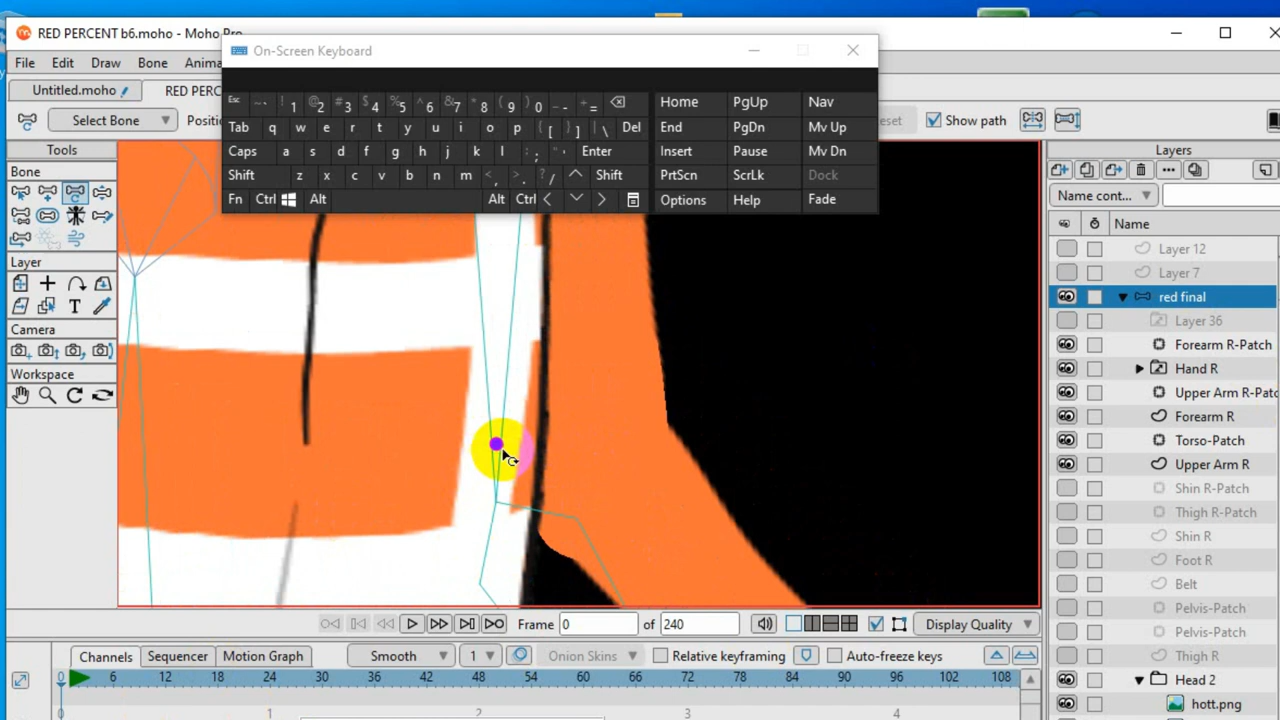 RED PERCENT b6.moho - Moho Pro
On-Screen Keyboard
File Edit Draw Bone Anima
Esc ~ ` ! 1 @ 2 # 3 $ 4 % 5 ^ 6 & 7 * 8 ( 9 ) 0 _ - + = Home PgUp Nav
Untitled.moho RED PERC
Tab q w e r t y u i o p { [ } ] | \ Del End PgDn Mv Up
Select Bone Positi
eset Show path
Caps a s d f g h j k l : ; " ' Enter Insert Pause Mv Dn
Tools
Layers
Shift z x c v b n m < , > . ? / Shift PrtScn ScrLk Dock
Bone
Name cont...
Fn Ctrl Alt Alt Ctrl Options Help Fade
Name
Layer 12
Layer
Layer 7
red final
T
Layer 36
Camera
Forearm R-Patch
Hand R
Workspace
Upper Arm R-Patc
Forearm R
Torso-Patch
Upper Arm R
Shin R-Patch
Thigh R-Patch
Shin R
Foot R
Belt
Pelvis-Patch
Frame 0 of 240 Display Quality
Pelvis-Patch
Channels Sequencer Motion Graph Smooth 1 Onion Skins Relative keyframing Auto-freeze keys
Thigh R
0 6 12 18 24 30 36 42 48 54 60 66 72 78 84 90 96 102 108
Head 2
hott.png
0 1 2 3 4